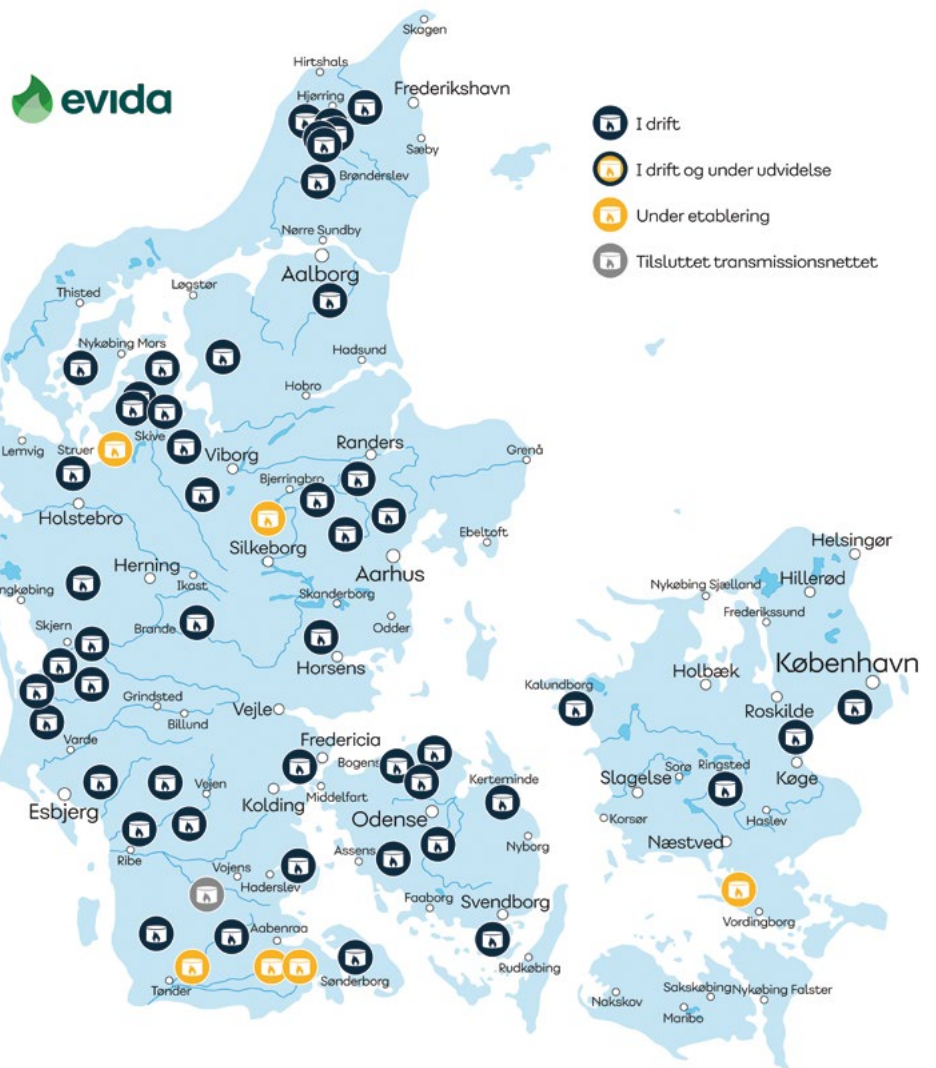 Skagen
Hirtshals
evida
Hjørring
Frederikshavn
I drift
Sæby
I drift og under udvidelse
Brønderslev
Under etablering
Nørre Sundby
Tilsluttet transmissionsnettet
Aalborg
Løgstør
Thisted
Nykøbing Mors
Hadsund
Hobro
Skive
Randers
Lemvig
Struer
Viborg
Grenå
Bjerringbro
Holstebro
Silkeborg
Ebeltoft
Helsingør
Herning
Aarhus
Ikast
Nykøbing Sjælland
Hillerød
ngkøbing
Skanderborg
Frederikssund
Skjern
Brande
Odder
København
Horsens
Holbæk
Kalundborg
Grindsted
Vejle
Roskilde
Billund
Varde
Fredericia
Bogens
Sorø
Ringsted
Kerteminde
Slagelse
Køge
Vejen
Esbjerg
Kolding
Middelfart
Odense
Korsør
Haslev
Ribe
Assens
Nyborg
Næstved
Vojens
Haderslev
Faaborg
Svendborg
Vordingborg
Aabenraa
Rudkøbing
Tønder
Sønderborg
Nakskov
Sakskøbing
Nykøbing Falster
Maribo